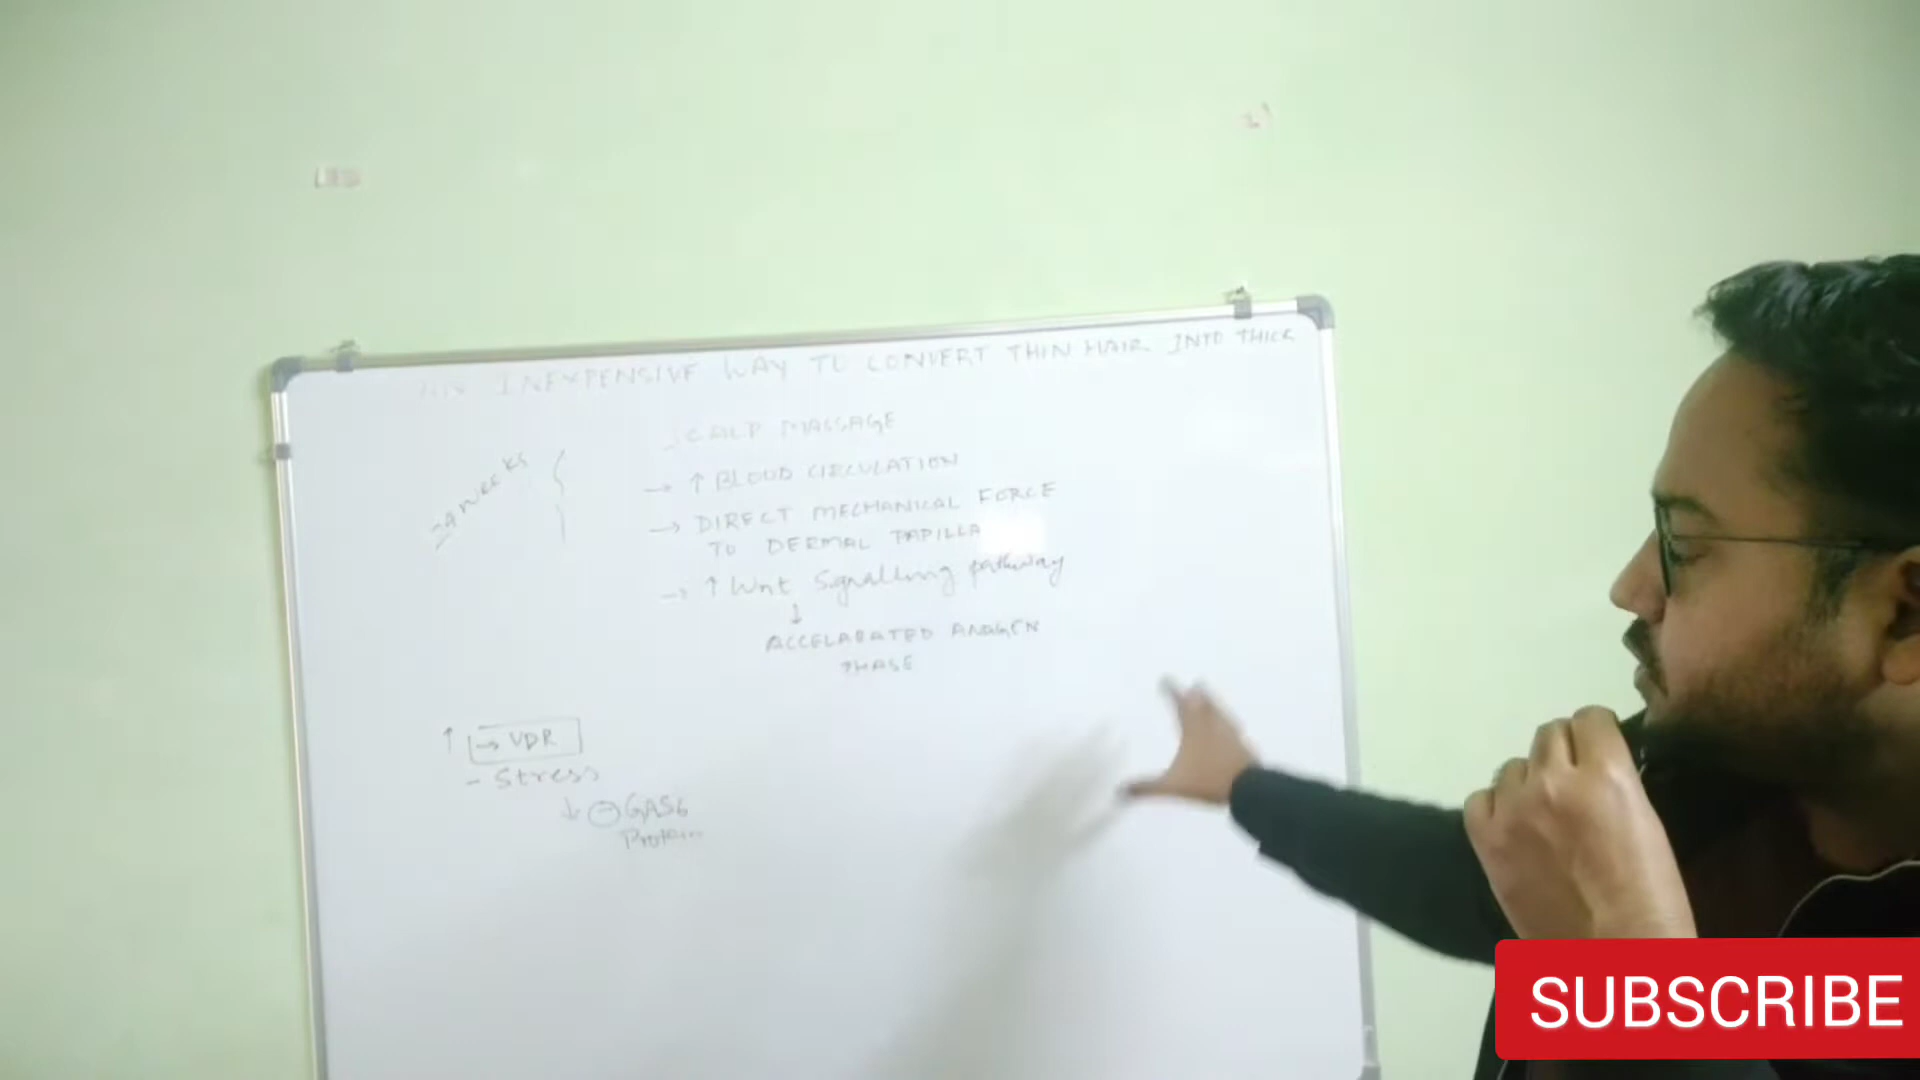 INEXPENSIVE WAY TO CONVERT THIN HAIR INTO THICK
SCALP MASSAGE
→ ↑ BLOOD CIRCULATION
→ DIRECT MECHANICAL FORCE
TO DERMAL PAPILLA
→ ↑ Wnt Signalling pathway
↓
ACCELARATED ANAGEN
PHASE
↑ → VDR
- Stress
↓ - GAS6
Protein
SUBSCRIBE